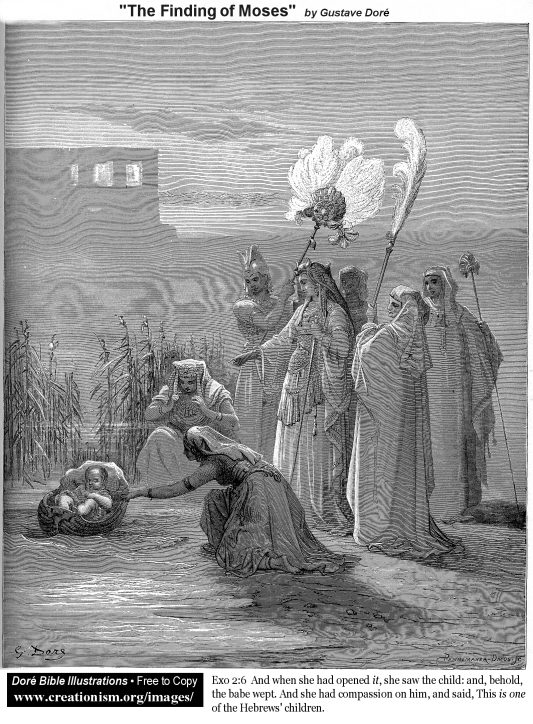 "The Finding of Moses" by Gustave Doré
G. Doré
Doré Bible Illustrations • Free to Copy
www.creationism.org/images/
Exo 2:6 And when she had opened it, she saw the child: and, behold,
the babe wept. And she had compassion on him, and said, This is one
of the Hebrews' children.